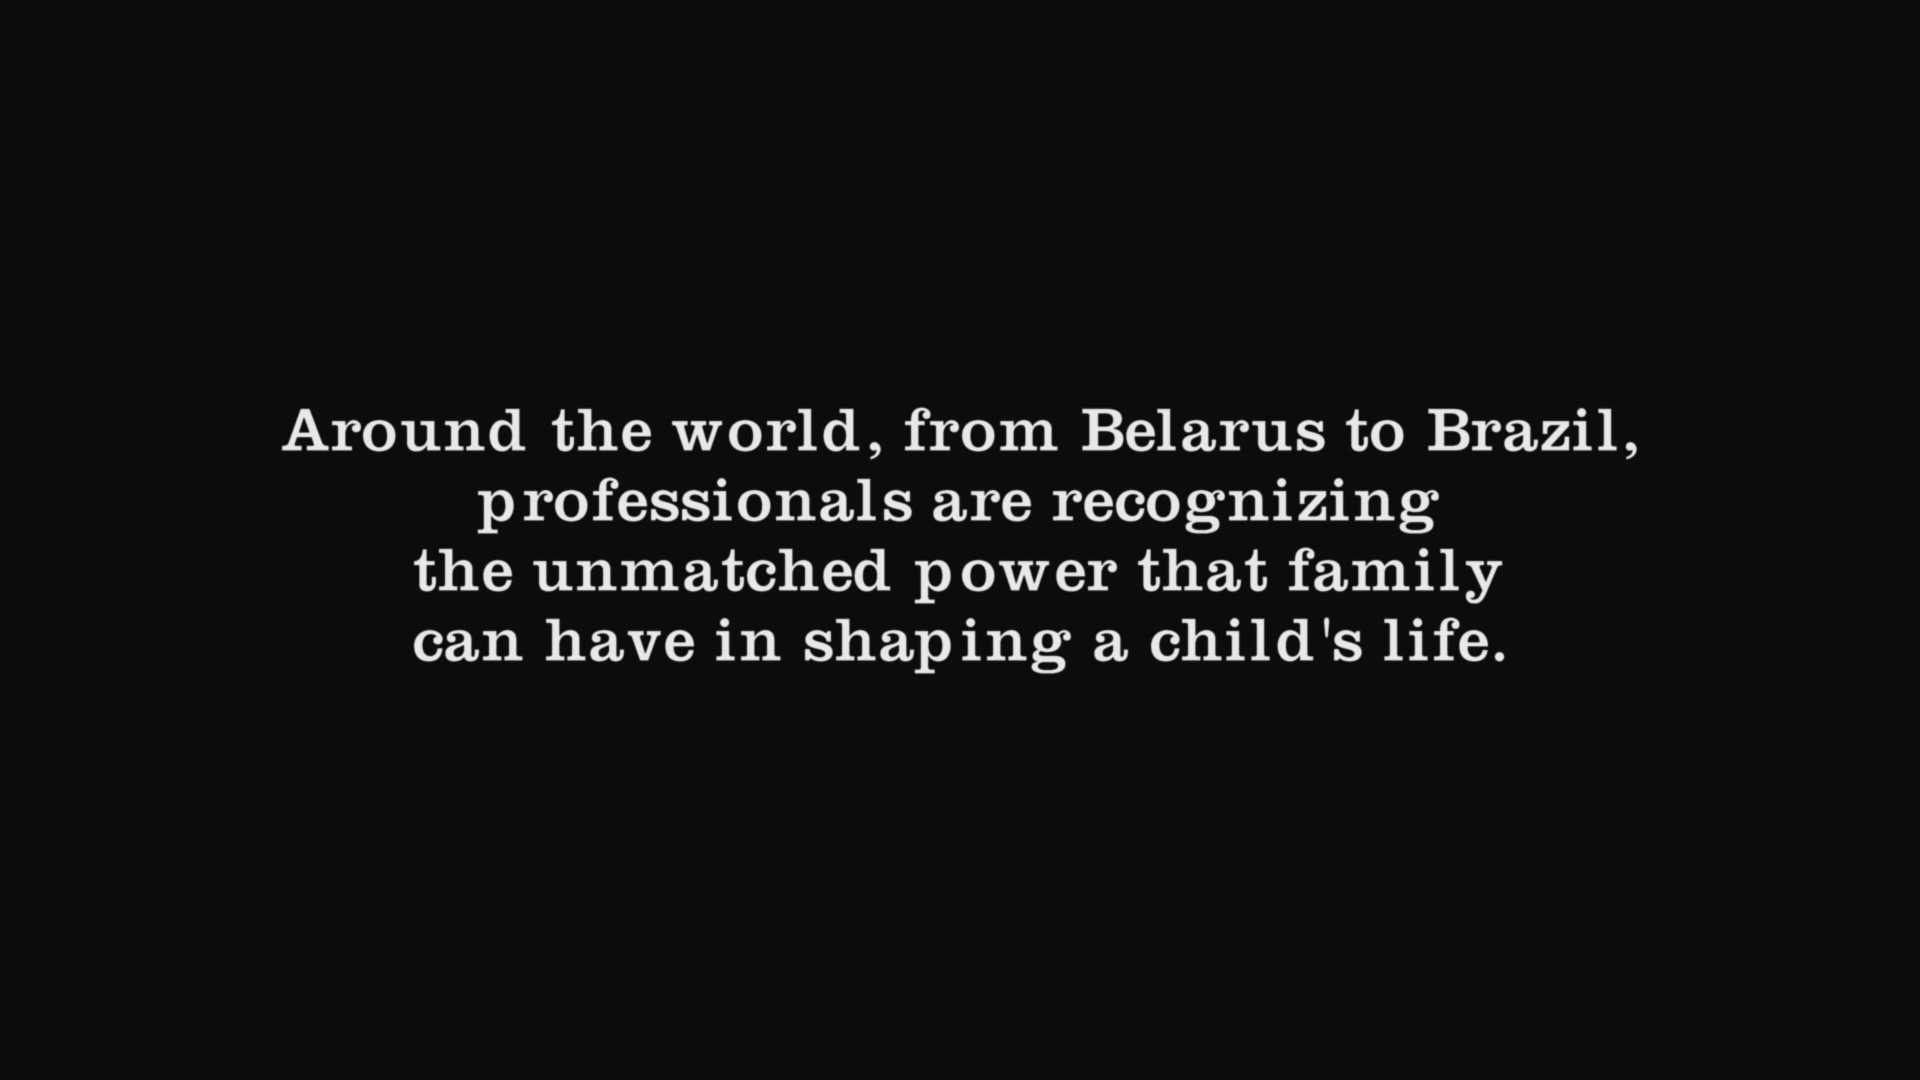 Around the world, from Belarus to Brazil,
professionals are recognizing
the unmatched power that family
can have in shaping a child's life.